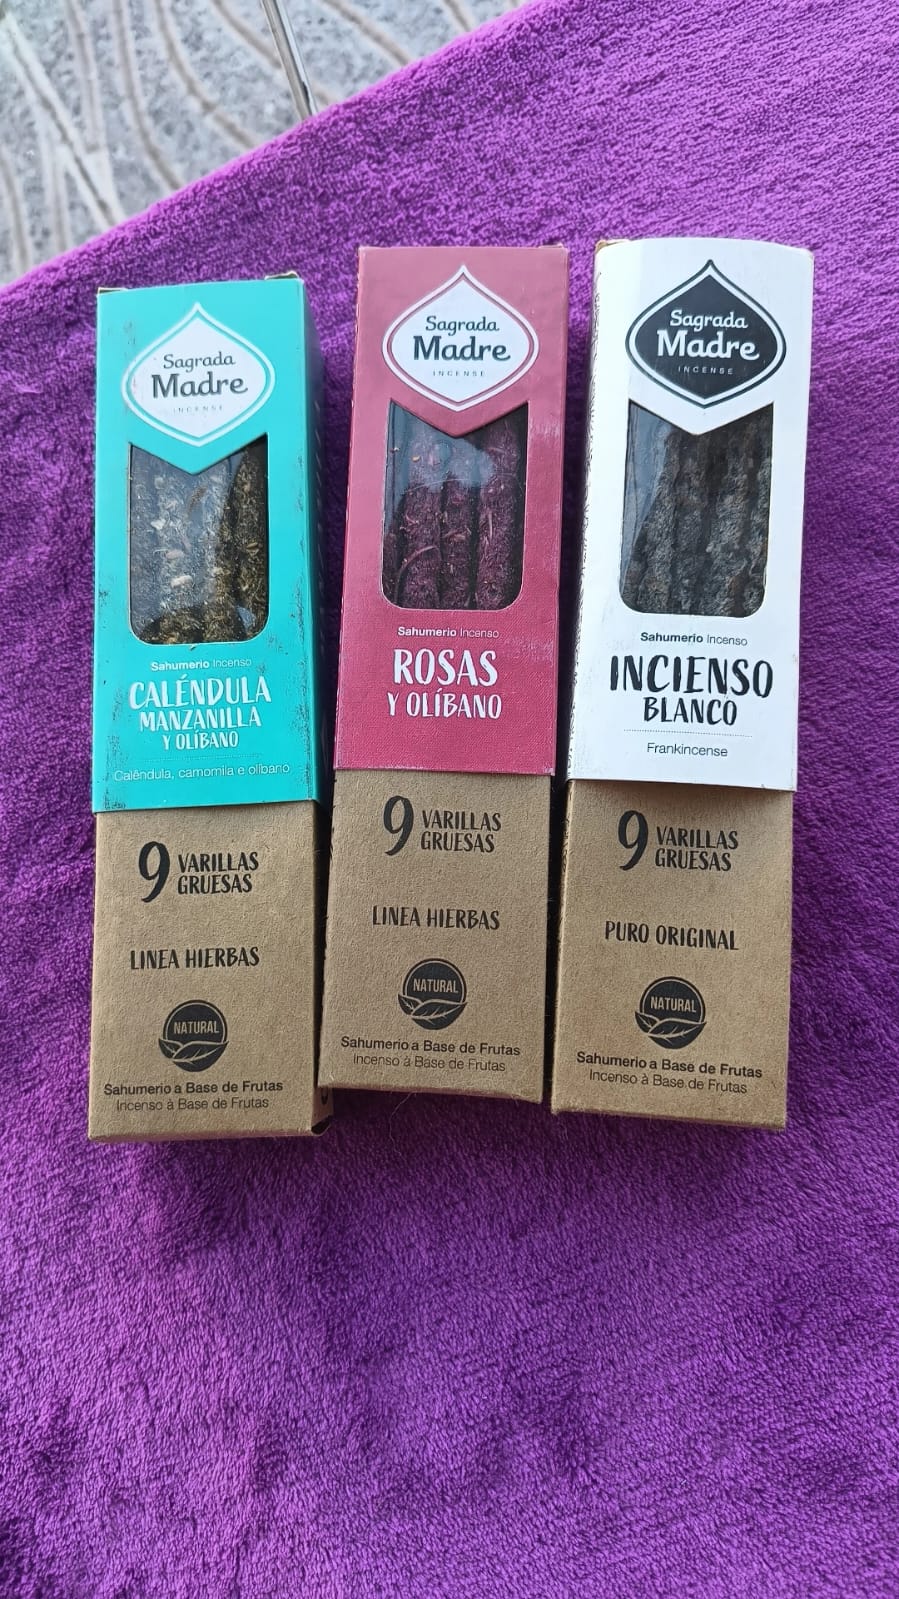 Sagrada
Madre
INCENSE
Sahumerio Incenso
CALÉNDULA
MANZANILLA
Y OLÍBANO
Calêndula, camomila e olíbano
9 VARILLAS
GRUESAS
LINEA HIERBAS
NATURAL
Sahumerio a Base de Frutas
Incenso à Base de Frutas
Sagrada
Madre
INCENSE
Sahumerio Incenso
ROSAS
Y OLÍBANO
9 VARILLAS
GRUESAS
LINEA HIERBAS
NATURAL
Sahumerio a Base de Frutas
Incenso à Base de Frutas
Sagrada
Madre
INCENSE
Sahumerio Incenso
INCIENSO
BLANCO
Frankincense
9 VARILLAS
GRUESAS
PURO ORIGINAL
NATURAL
Sahumerio a Base de Frutas
Incenso à Base de Frutas